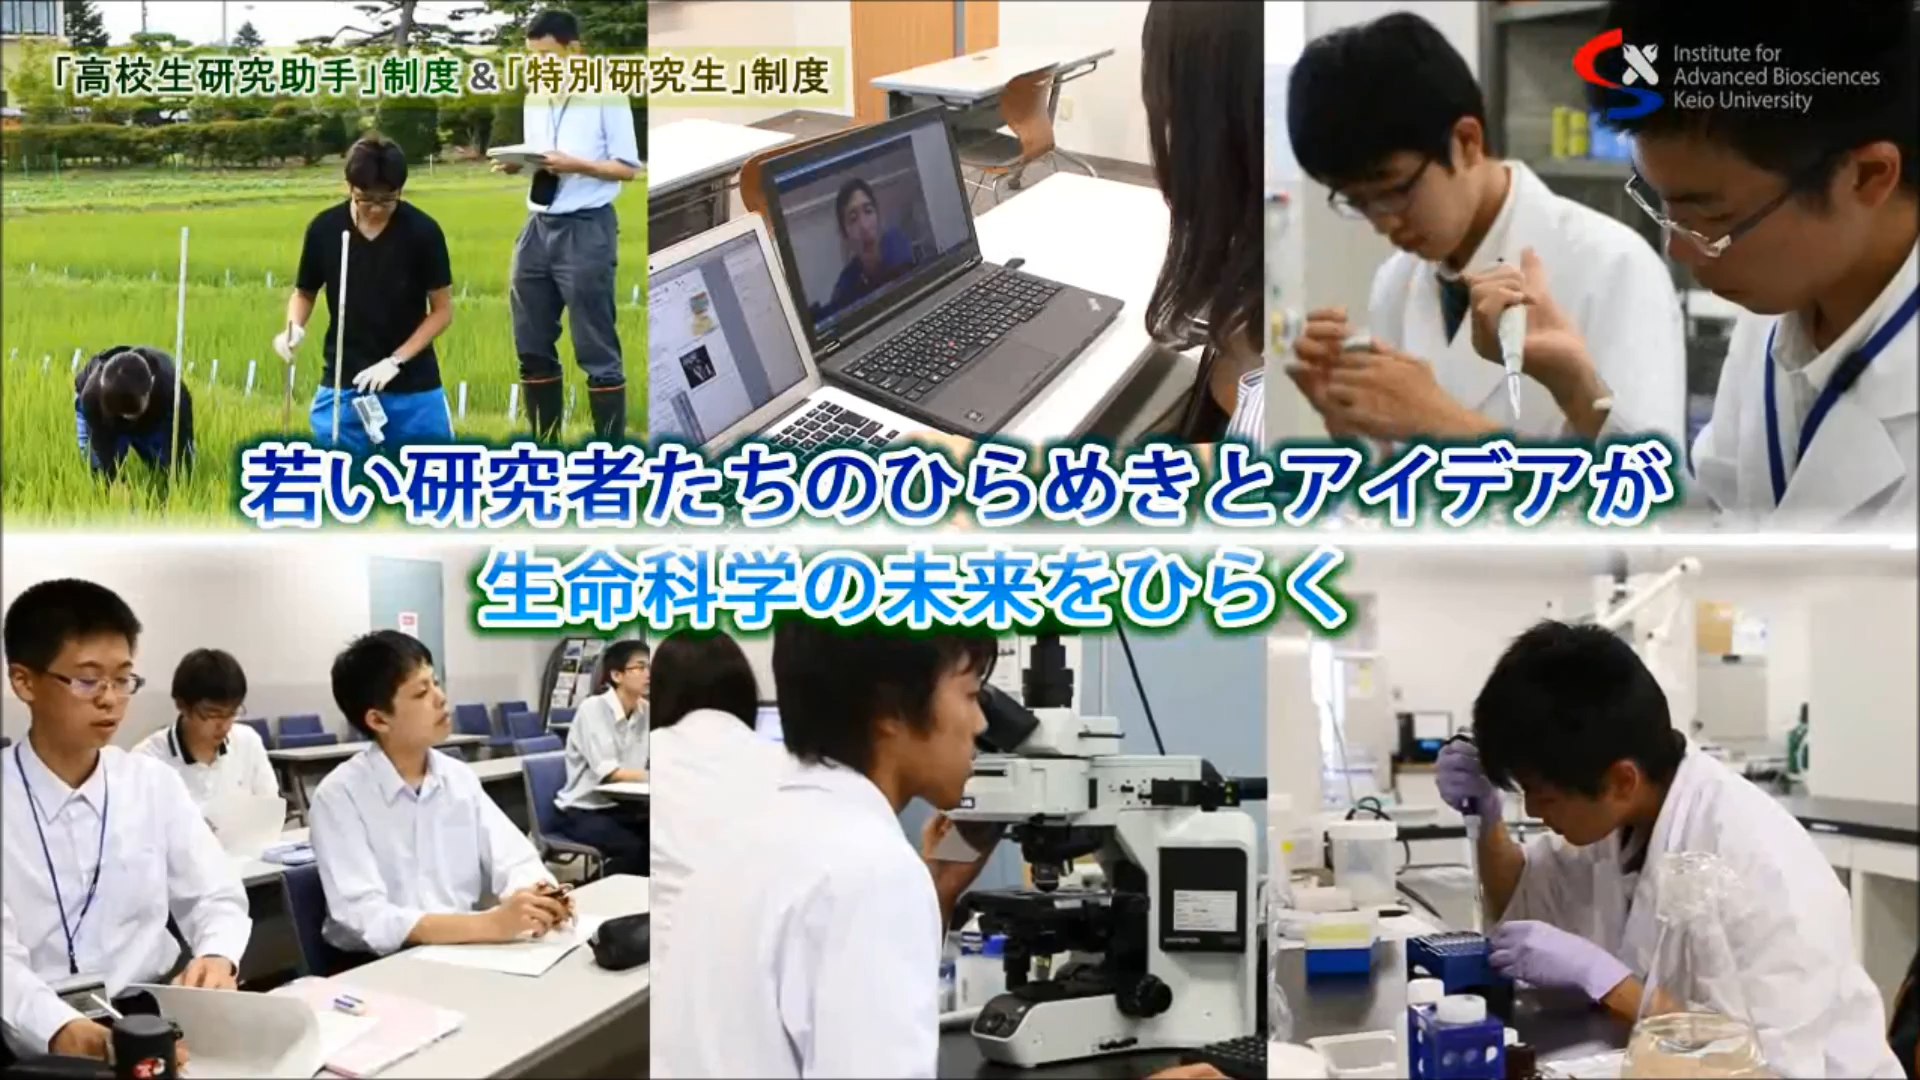 「高校生研究助手」制度&「特別研究生」制度
Institute for
Advanced Biosciences
Keio University
若い研究者たちのひらめきとアイデアが
生命科学の未来をひらく